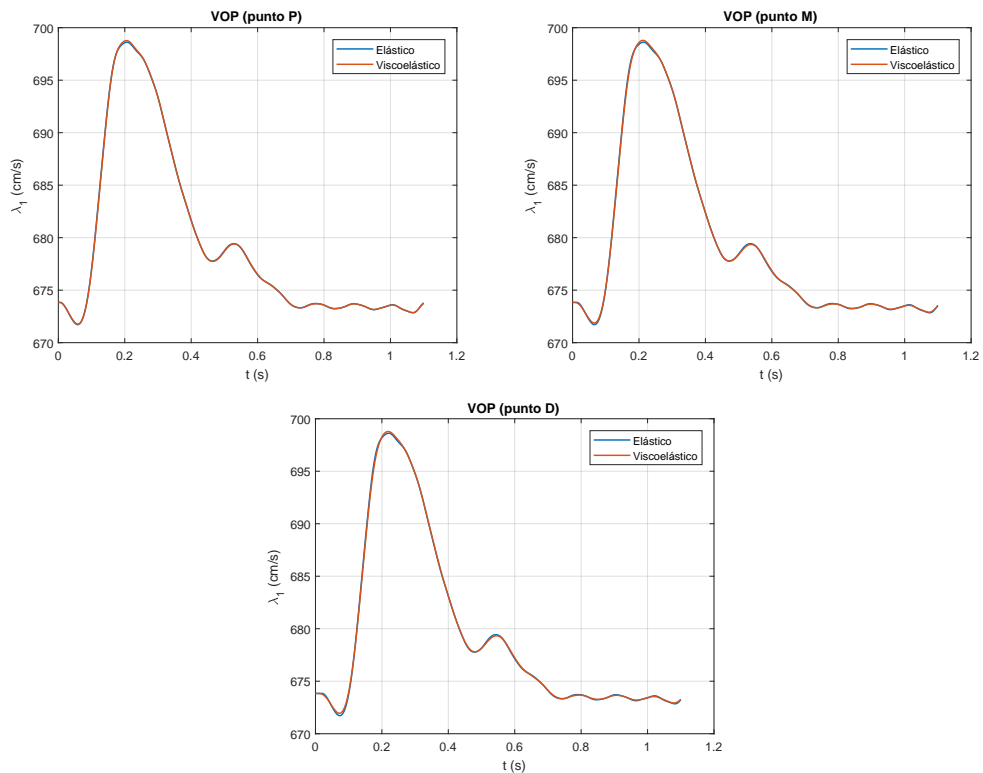 VOP (punto P)
700
695
690
685
680
675
670
λ1 (cm/s)
0
0.2
0.4
0.6
0.8
1
1.2
t (s)
Elástico
Viscoelástico
VOP (punto M)
700
695
690
685
680
675
670
λ1 (cm/s)
0
0.2
0.4
0.6
0.8
1
1.2
t (s)
Elástico
Viscoelástico
VOP (punto D)
700
695
690
685
680
675
670
λ1 (cm/s)
0
0.2
0.4
0.6
0.8
1
1.2
t (s)
Elástico
Viscoelástico